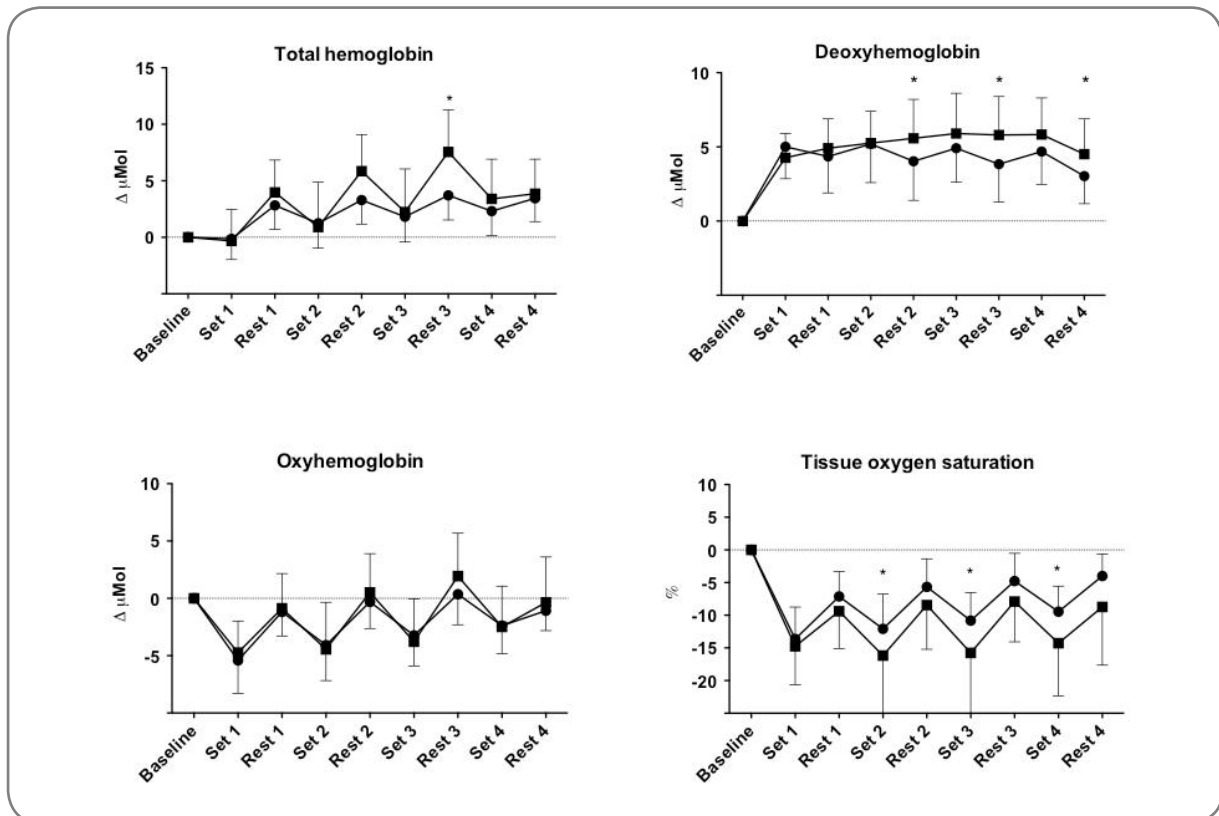 Total hemoglobin
15
10
5
0
Δ μMol
*
Baseline
Set 1
Rest 1
Set 2
Rest 2
Set 3
Rest 3
Set 4
Rest 4
Deoxyhemoglobin
10
5
0
Δ μMol
* * *
Baseline
Set 1
Rest 1
Set 2
Rest 2
Set 3
Rest 3
Set 4
Rest 4
Oxyhemoglobin
10
5
0
-5
Δ μMol
Baseline
Set 1
Rest 1
Set 2
Rest 2
Set 3
Rest 3
Set 4
Rest 4
Tissue oxygen saturation
10
5
0
-5
-10
-15
-20
%
* * *
Baseline
Set 1
Rest 1
Set 2
Rest 2
Set 3
Rest 3
Set 4
Rest 4